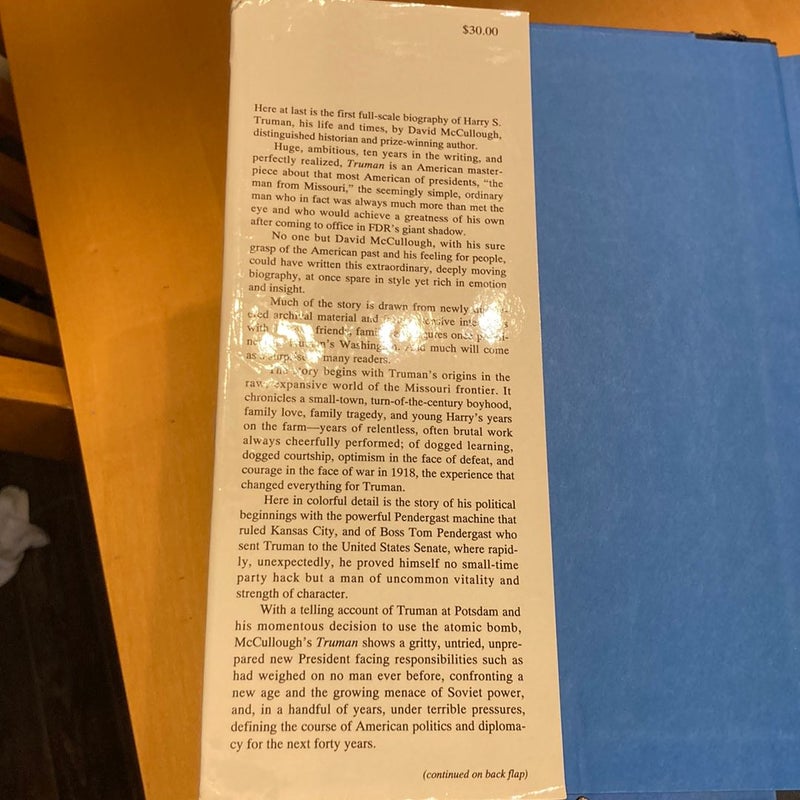 $30.00
Here at last is the first full-scale biography of Harry S.
Truman, his life and times, by David McCullough,
distinguished historian and prize-winning author.
Huge, ambitious, ten years in the writing, and
perfectly realized, Truman is an American master-
piece about that most American of presidents, “the
man from Missouri,” the seemingly simple, ordinary
man who in fact was always much more than met the
eye and who would achieve a greatness of his own
after coming to office in FDR’s giant shadow.
No one but David McCullough, with his sure
grasp of the American past and his feeling for people,
could have written this extraordinary, deeply moving
biography, at once spare in style yet rich in emotion
and insight.
Much of the story is drawn from newly
archival material and
with friends, family
Washington. And much will come
as many readers.
The story begins with Truman’s origins in the
raw, expansive world of the Missouri frontier. It
chronicles a small-town, turn-of-the-century boyhood,
family love, family tragedy, and young Harry’s years
on the farm—years of relentless, often brutal work
always cheerfully performed; of dogged learning,
dogged courtship, optimism in the face of defeat, and
courage in the face of war in 1918, the experience that
changed everything for Truman.
Here in colorful detail is the story of his political
beginnings with the powerful Pendergast machine that
ruled Kansas City, and of Boss Tom Pendergast who
sent Truman to the United States Senate, where rapid-
ly, unexpectedly, he proved himself no small-time
party hack but a man of uncommon vitality and
strength of character.
With a telling account of Truman at Potsdam and
his momentous decision to use the atomic bomb,
McCullough’s Truman shows a gritty, untried, unpre-
pared new President facing responsibilities such as
had weighed on no man ever before, confronting a
new age and the growing menace of Soviet power,
and, in a handful of years, under terrible pressures,
defining the course of American politics and diploma-
cy for the next forty years.
(continued on back flap)